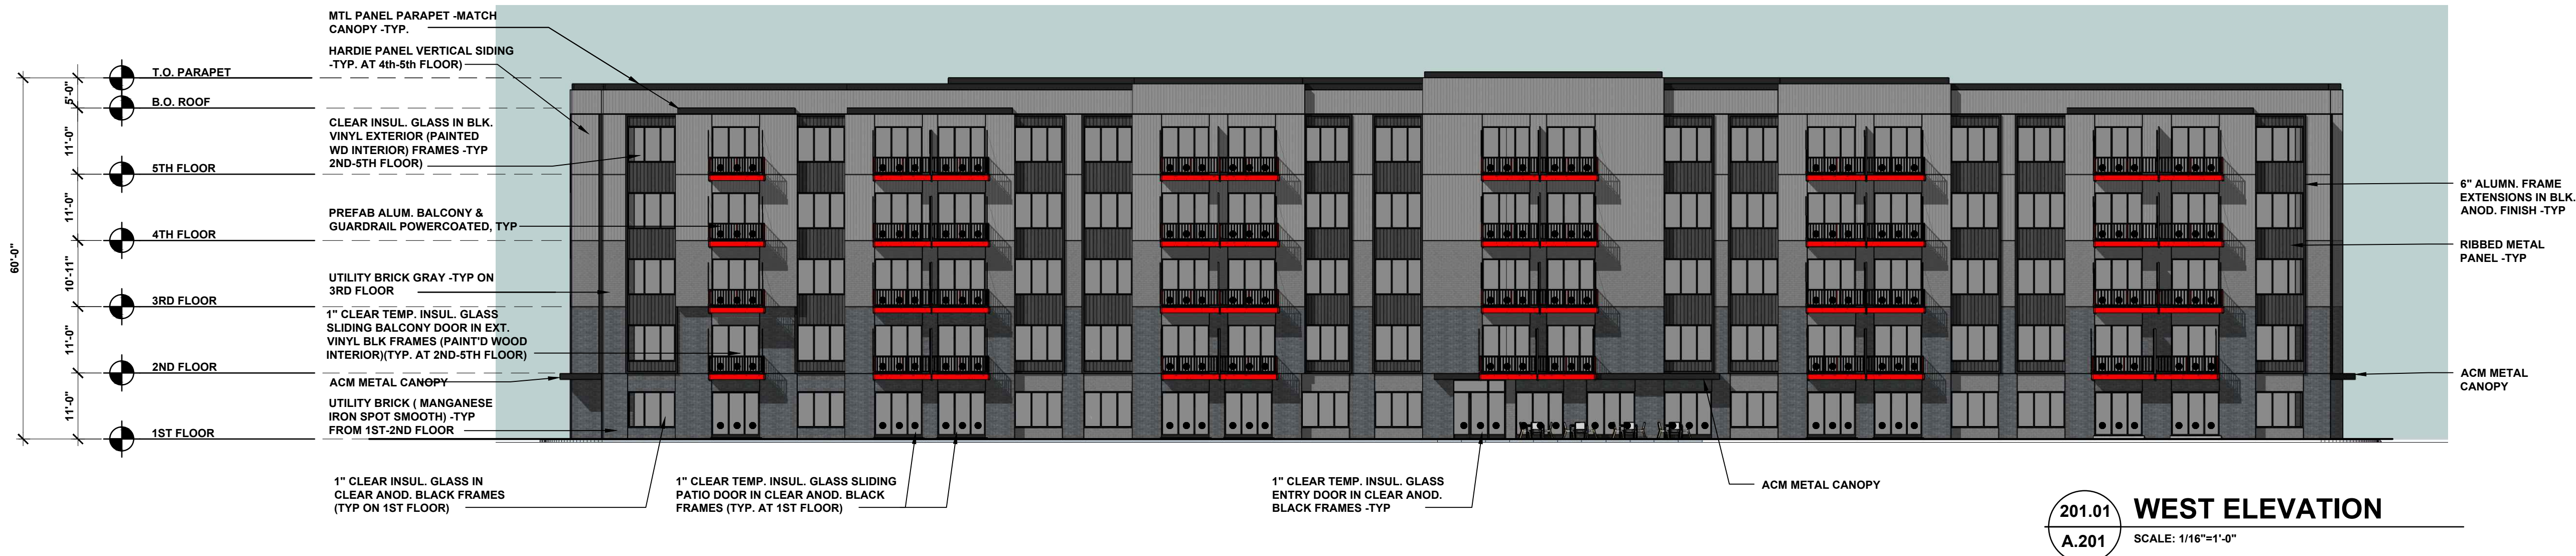 MTL PANEL PARAPET -MATCH
CANOPY -TYP.
HARDIE PANEL VERTICAL SIDING
-TYP. AT 4th-5th FLOOR)
T.O. PARAPET
5'-0"
B.O. ROOF
11'-0"
CLEAR INSUL. GLASS IN BLK.
VINYL EXTERIOR (PAINTED
WD INTERIOR) FRAMES -TYP
2ND-5TH FLOOR)
5TH FLOOR
11'-0"
PREFAB ALUM. BALCONY &
GUARDRAIL POWERCOATED, TYP
4TH FLOOR
60'-0"
10'-11"
UTILITY BRICK GRAY -TYP ON
3RD FLOOR
3RD FLOOR
11'-0"
1" CLEAR TEMP. INSUL. GLASS
SLIDING BALCONY DOOR IN EXT.
VINYL BLK FRAMES (PAINT'D WOOD
INTERIOR)(TYP. AT 2ND-5TH FLOOR)
2ND FLOOR
ACM METAL CANOPY
11'-0"
UTILITY BRICK ( MANGANESE
IRON SPOT SMOOTH) -TYP
FROM 1ST-2ND FLOOR
1ST FLOOR
6" ALUMN. FRAME
EXTENSIONS IN BLK.
ANOD. FINISH -TYP
RIBBED METAL
PANEL -TYP
ACM METAL
CANOPY
1" CLEAR INSUL. GLASS IN
CLEAR ANOD. BLACK FRAMES
(TYP ON 1ST FLOOR)
1" CLEAR TEMP. INSUL. GLASS SLIDING
PATIO DOOR IN CLEAR ANOD. BLACK
FRAMES (TYP. AT 1ST FLOOR)
1" CLEAR TEMP. INSUL. GLASS
ENTRY DOOR IN CLEAR ANOD.
BLACK FRAMES -TYP
ACM METAL CANOPY
201.01
A.201
WEST ELEVATION
SCALE: 1/16"=1'-0"